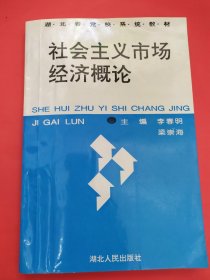 湖北省党校系统教材
社会主义市场
经济概论
SHE HUI ZHU YI SHI CHANG JING
JI GAI LUN
主编 李春明
梁崇海
湖北人民出版社